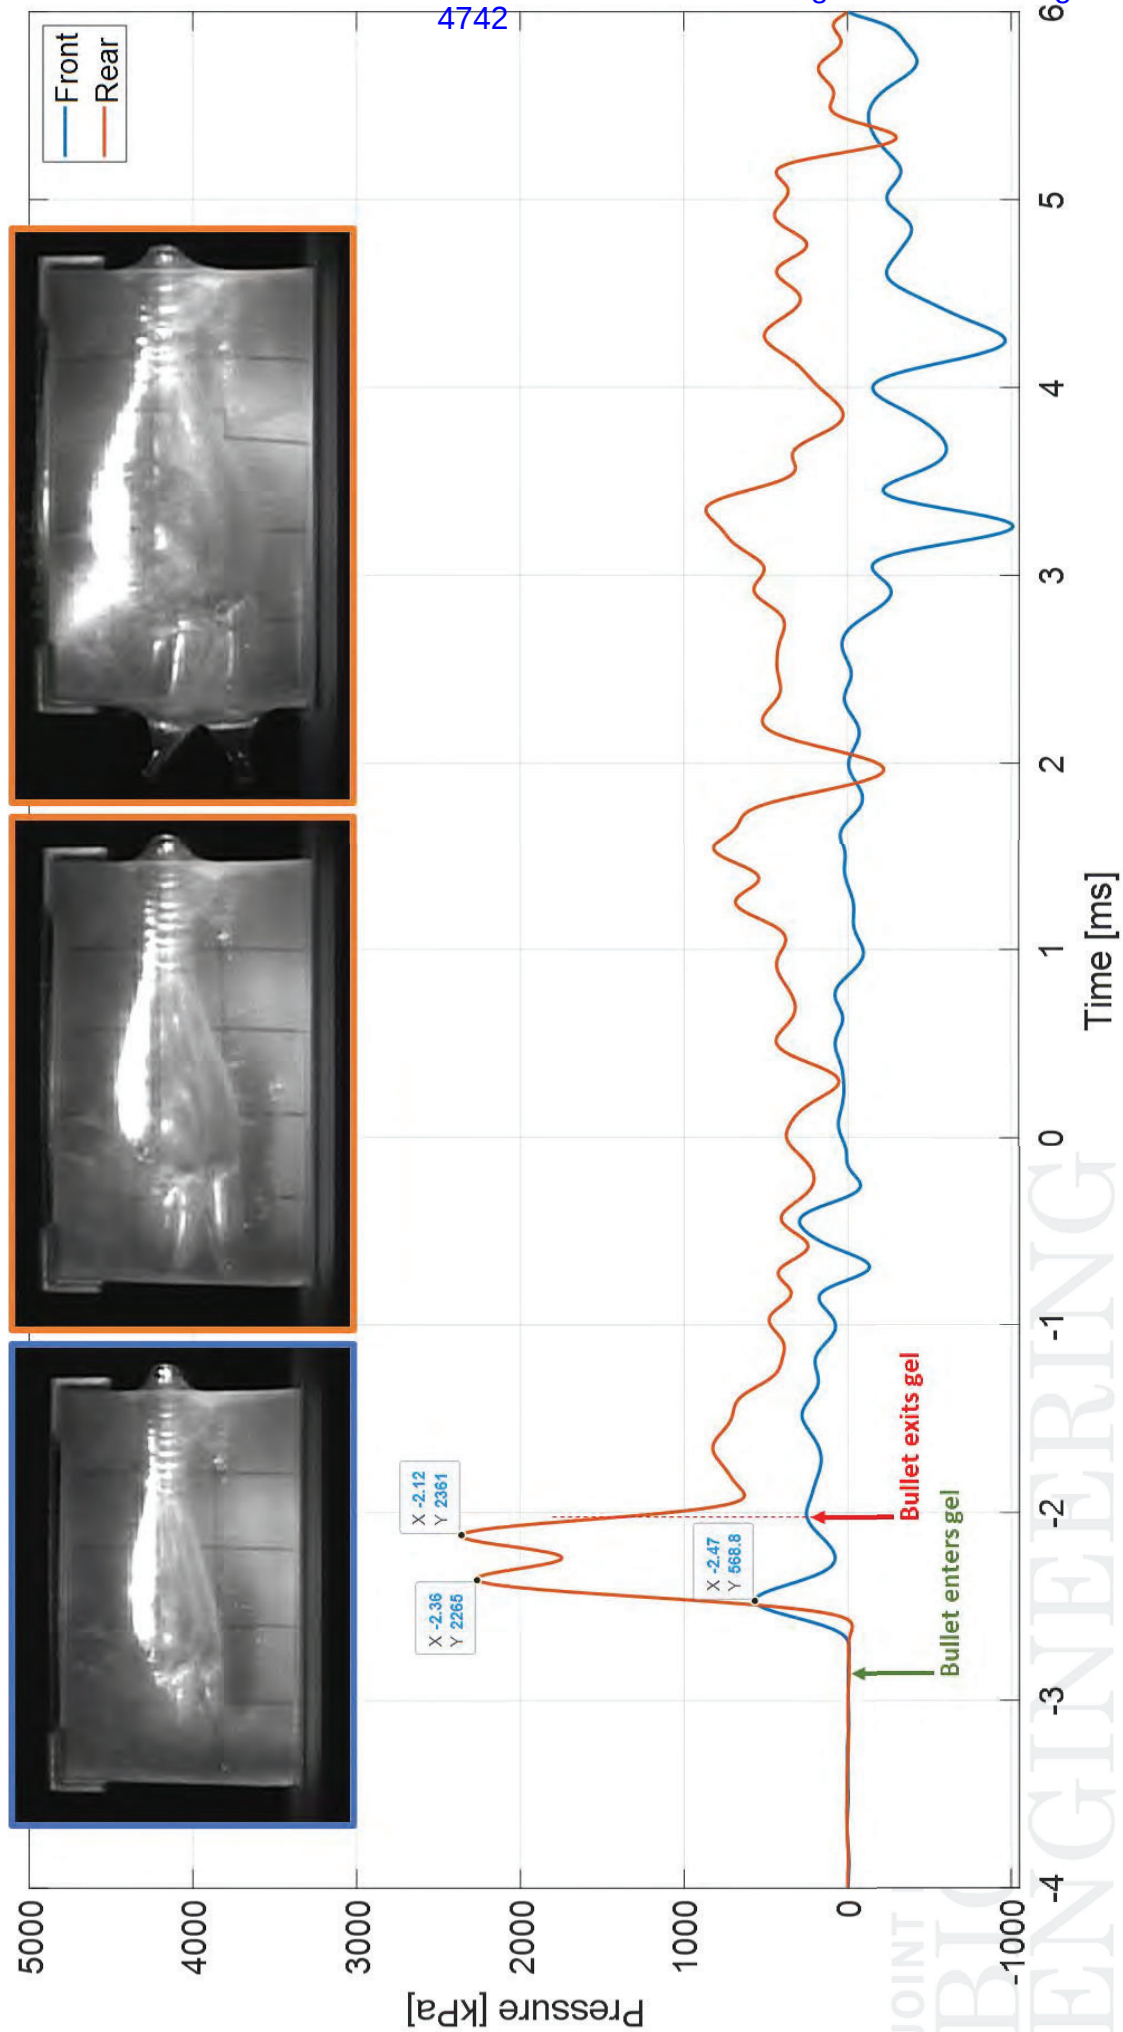 4742
Front
Rear
5000
4000
3000
2000
1000
0
-1000
Pressure [kPa]
X -2.36
Y 2265
X -2.12
Y 2361
X -2.47
Y 568.8
Bullet enters gel
Bullet exits gel
-4
-3
-2
-1
0
1
2
3
4
5
6
Time [ms]
JOINT
ENGINEERING